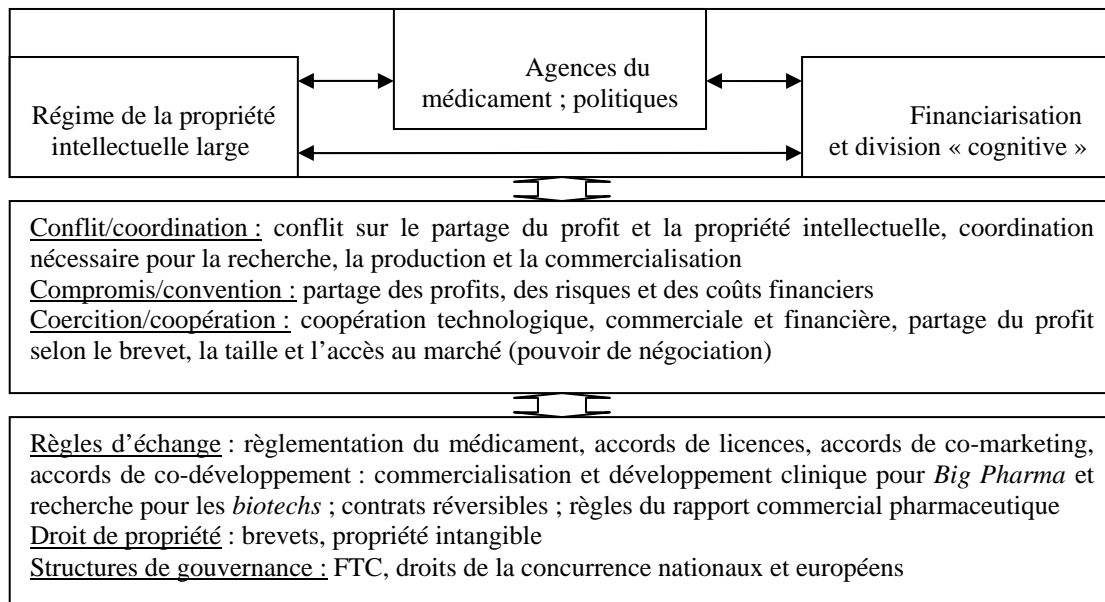 Agences du
médicament ; politiques
Régime de la propriété
intellectuelle large
Financiarisation
et division « cognitive »
Conflit/coordination : conflit sur le partage du profit et la propriété intellectuelle, coordination
nécessaire pour la recherche, la production et la commercialisation
Compromis/convention : partage des profits, des risques et des coûts financiers
Coercition/coopération : coopération technologique, commerciale et financière, partage du profit
selon le brevet, la taille et l’accès au marché (pouvoir de négociation)
Règles d’échange : règlementation du médicament, accords de licences, accords de co-marketing,
accords de co-développement : commercialisation et développement clinique pour Big Pharma et
recherche pour les biotechs ; contrats réversibles ; règles du rapport commercial pharmaceutique
Droit de propriété : brevets, propriété intangible
Structures de gouvernance : FTC, droits de la concurrence nationaux et européens